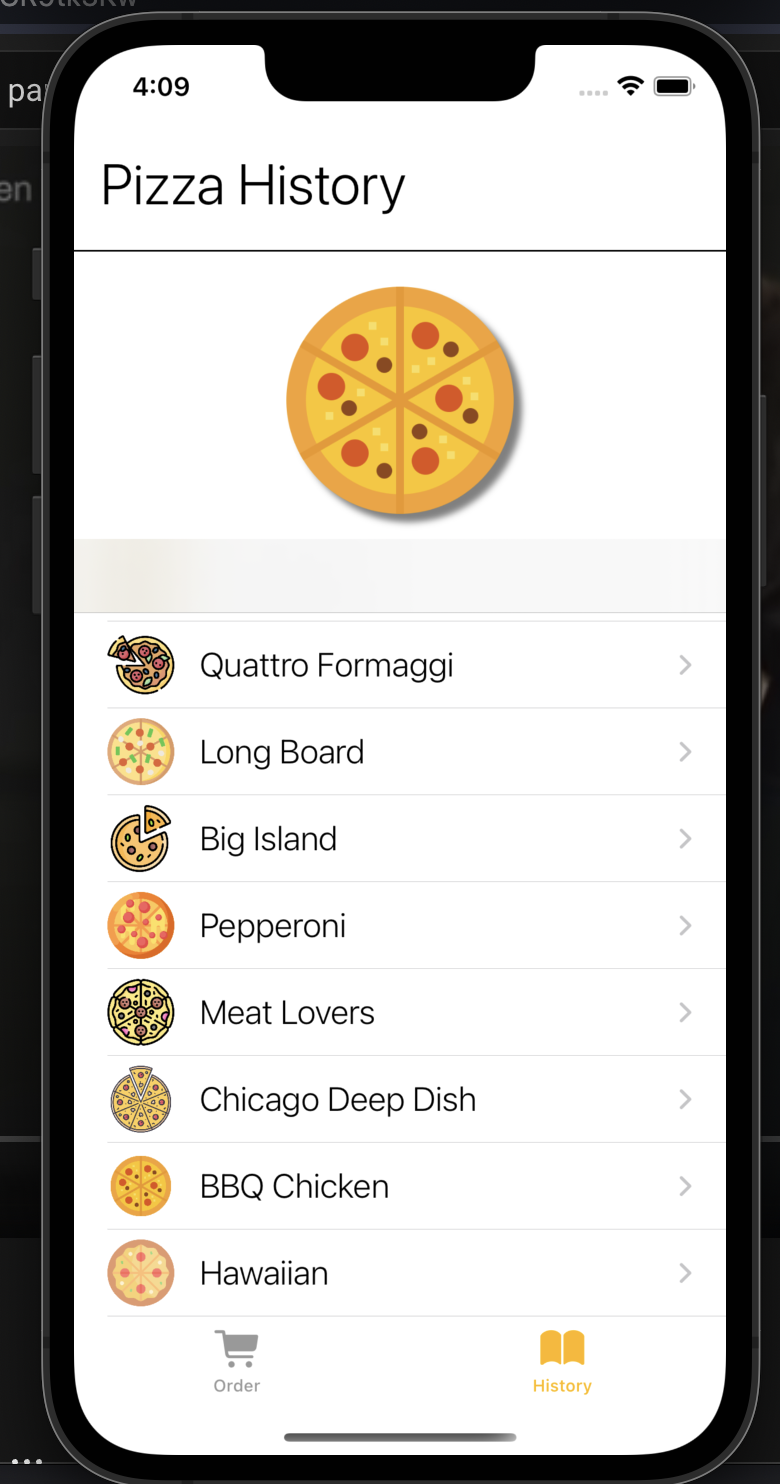 4:09
Pizza History
Quattro Formaggi
Long Board
Big Island
Pepperoni
Meat Lovers
Chicago Deep Dish
BBQ Chicken
Hawaiian
Order
History